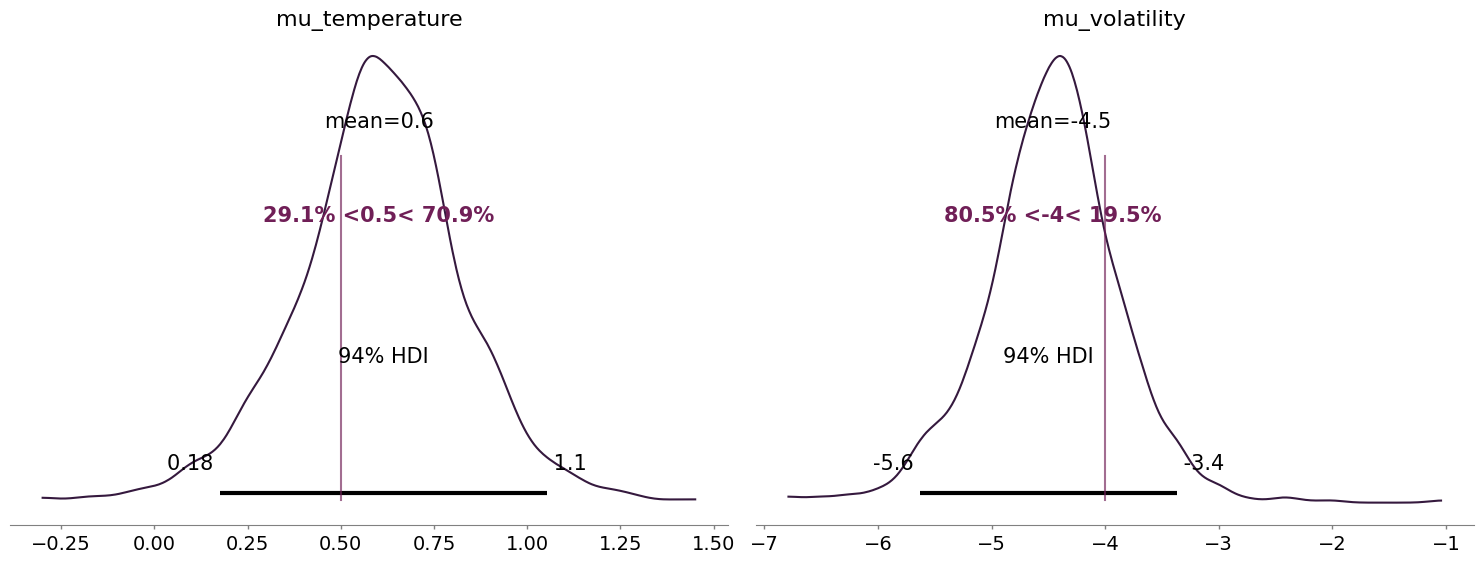 mu_temperature
mean=0.6
29.1% <0.5< 70.9%
94% HDI
0.18
1.1
−0.25 0.00 0.25 0.50 0.75 1.00 1.25 1.50
mu_volatility
mean=-4.5
80.5% <-4< 19.5%
94% HDI
-5.6
-3.4
−7 −6 −5 −4 −3 −2 −1